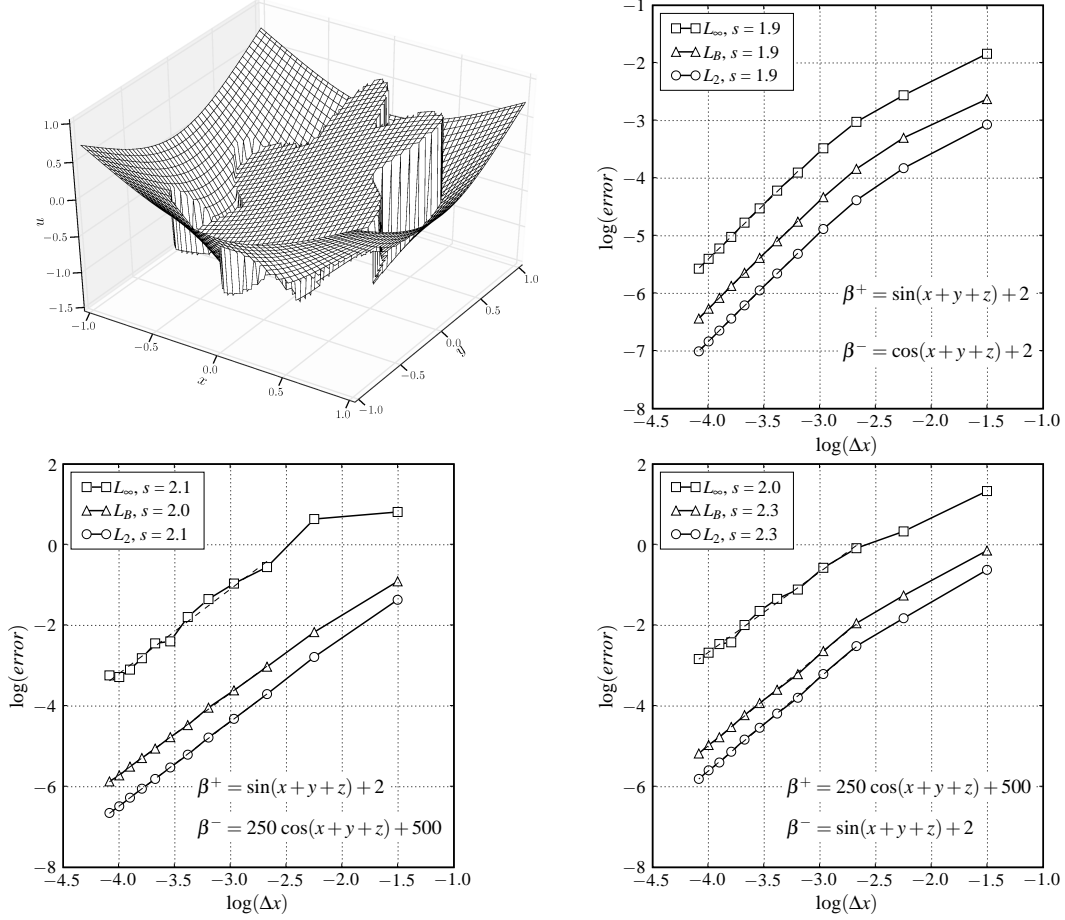 1.0
0.5
0.0
−0.5
−1.0
−1.5
u
−1.0
−0.5
0.0
0.5
1.0
x
−1.0
−0.5
0.0
0.5
1.0
y
L∞, s = 1.9
L_B, s = 1.9
L_2, s = 1.9
−1
−2
−3
−4
−5
−6
−7
−8
log(error)
β⁺ = sin(x+y+z)+2
β⁻ = cos(x+y+z)+2
−4.5 −4.0 −3.5 −3.0 −2.5 −2.0 −1.5 −1.0
log(Δx)
L∞, s = 2.1
L_B, s = 2.0
L_2, s = 2.1
2
0
−2
−4
−6
−8
log(error)
β⁺ = sin(x+y+z)+2
β⁻ = 250 cos(x+y+z)+500
−4.5 −4.0 −3.5 −3.0 −2.5 −2.0 −1.5 −1.0
log(Δx)
L∞, s = 2.0
L_B, s = 2.3
L_2, s = 2.3
2
0
−2
−4
−6
−8
log(error)
β⁺ = 250 cos(x+y+z)+500
β⁻ = sin(x+y+z)+2
−4.5 −4.0 −3.5 −3.0 −2.5 −2.0 −1.5 −1.0
log(Δx)